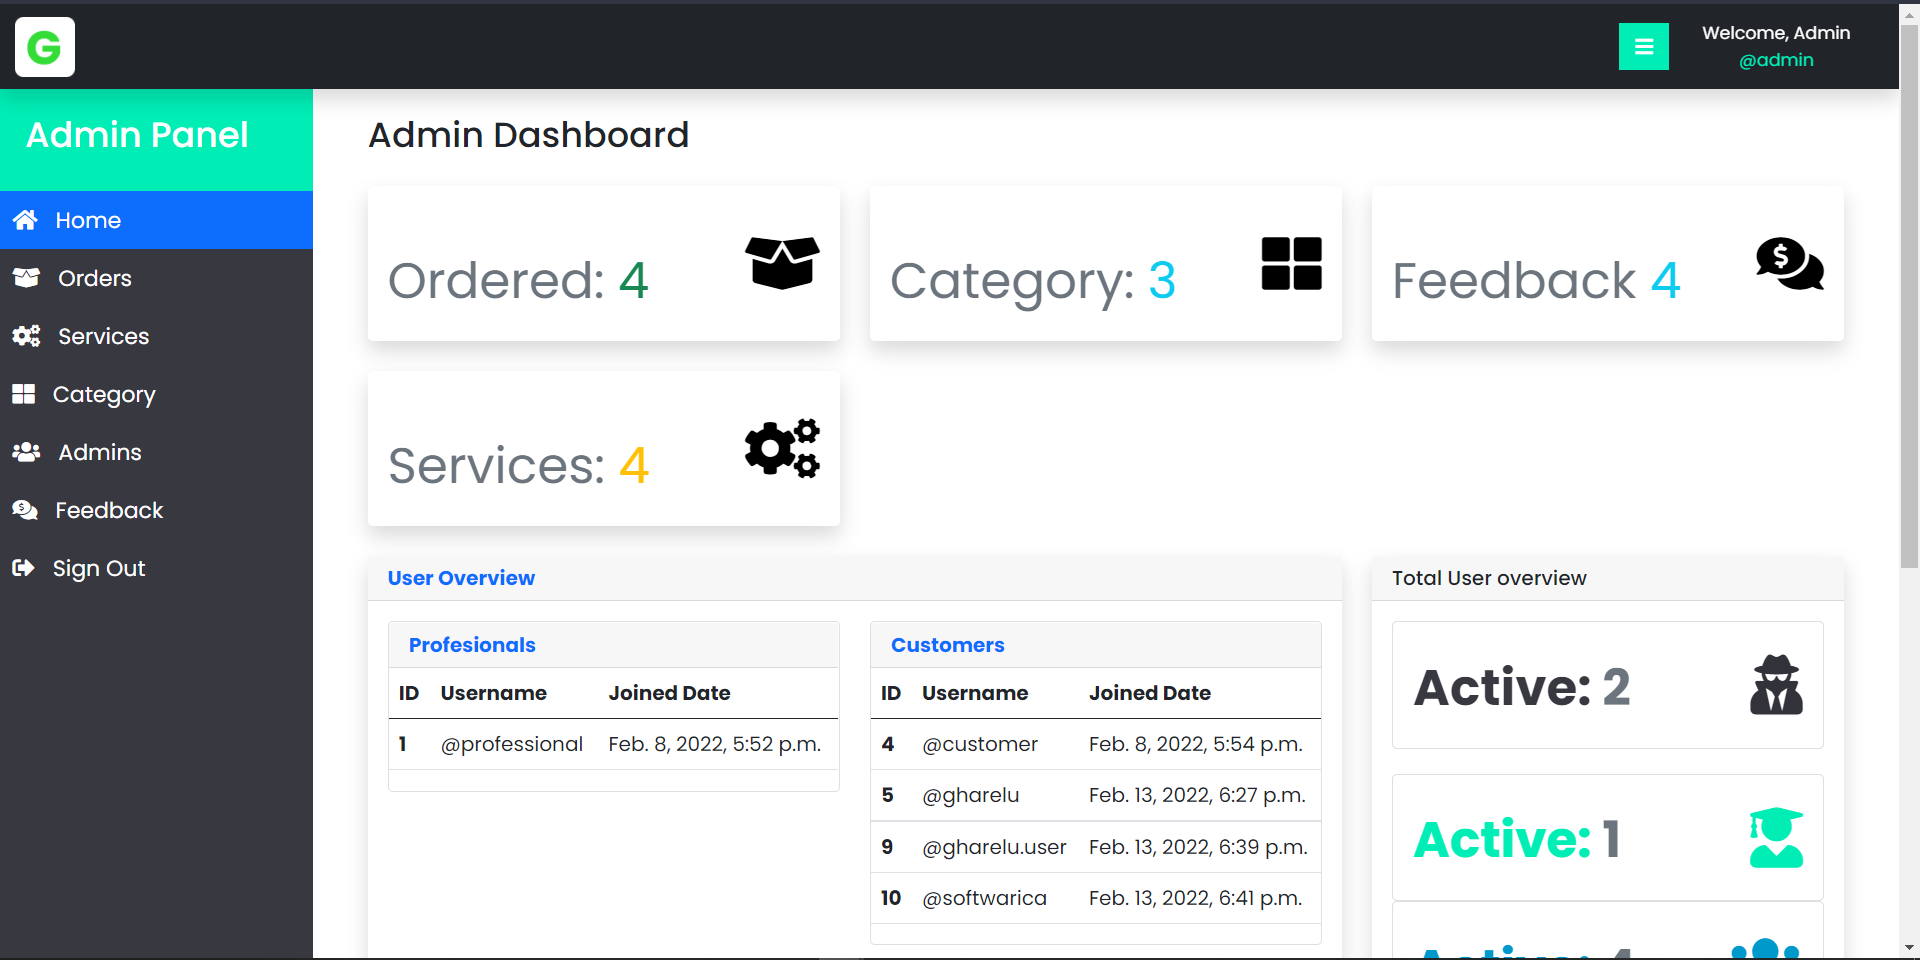 G
Welcome, Admin
@admin
Admin Panel
Home
Orders
Services
Category
Admins
Feedback
Sign Out
Admin Dashboard
Ordered: 4
Category: 3
Feedback 4
Services: 4
User Overview
Profesionals
ID Username Joined Date
1 @professional Feb. 8, 2022, 5:52 p.m.
Customers
ID Username Joined Date
4 @customer Feb. 8, 2022, 5:54 p.m.
5 @gharelu Feb. 13, 2022, 6:27 p.m.
9 @gharelu.user Feb. 13, 2022, 6:39 p.m.
10 @softwarica Feb. 13, 2022, 6:41 p.m.
Total User overview
Active: 2
Active: 1
Active: 4